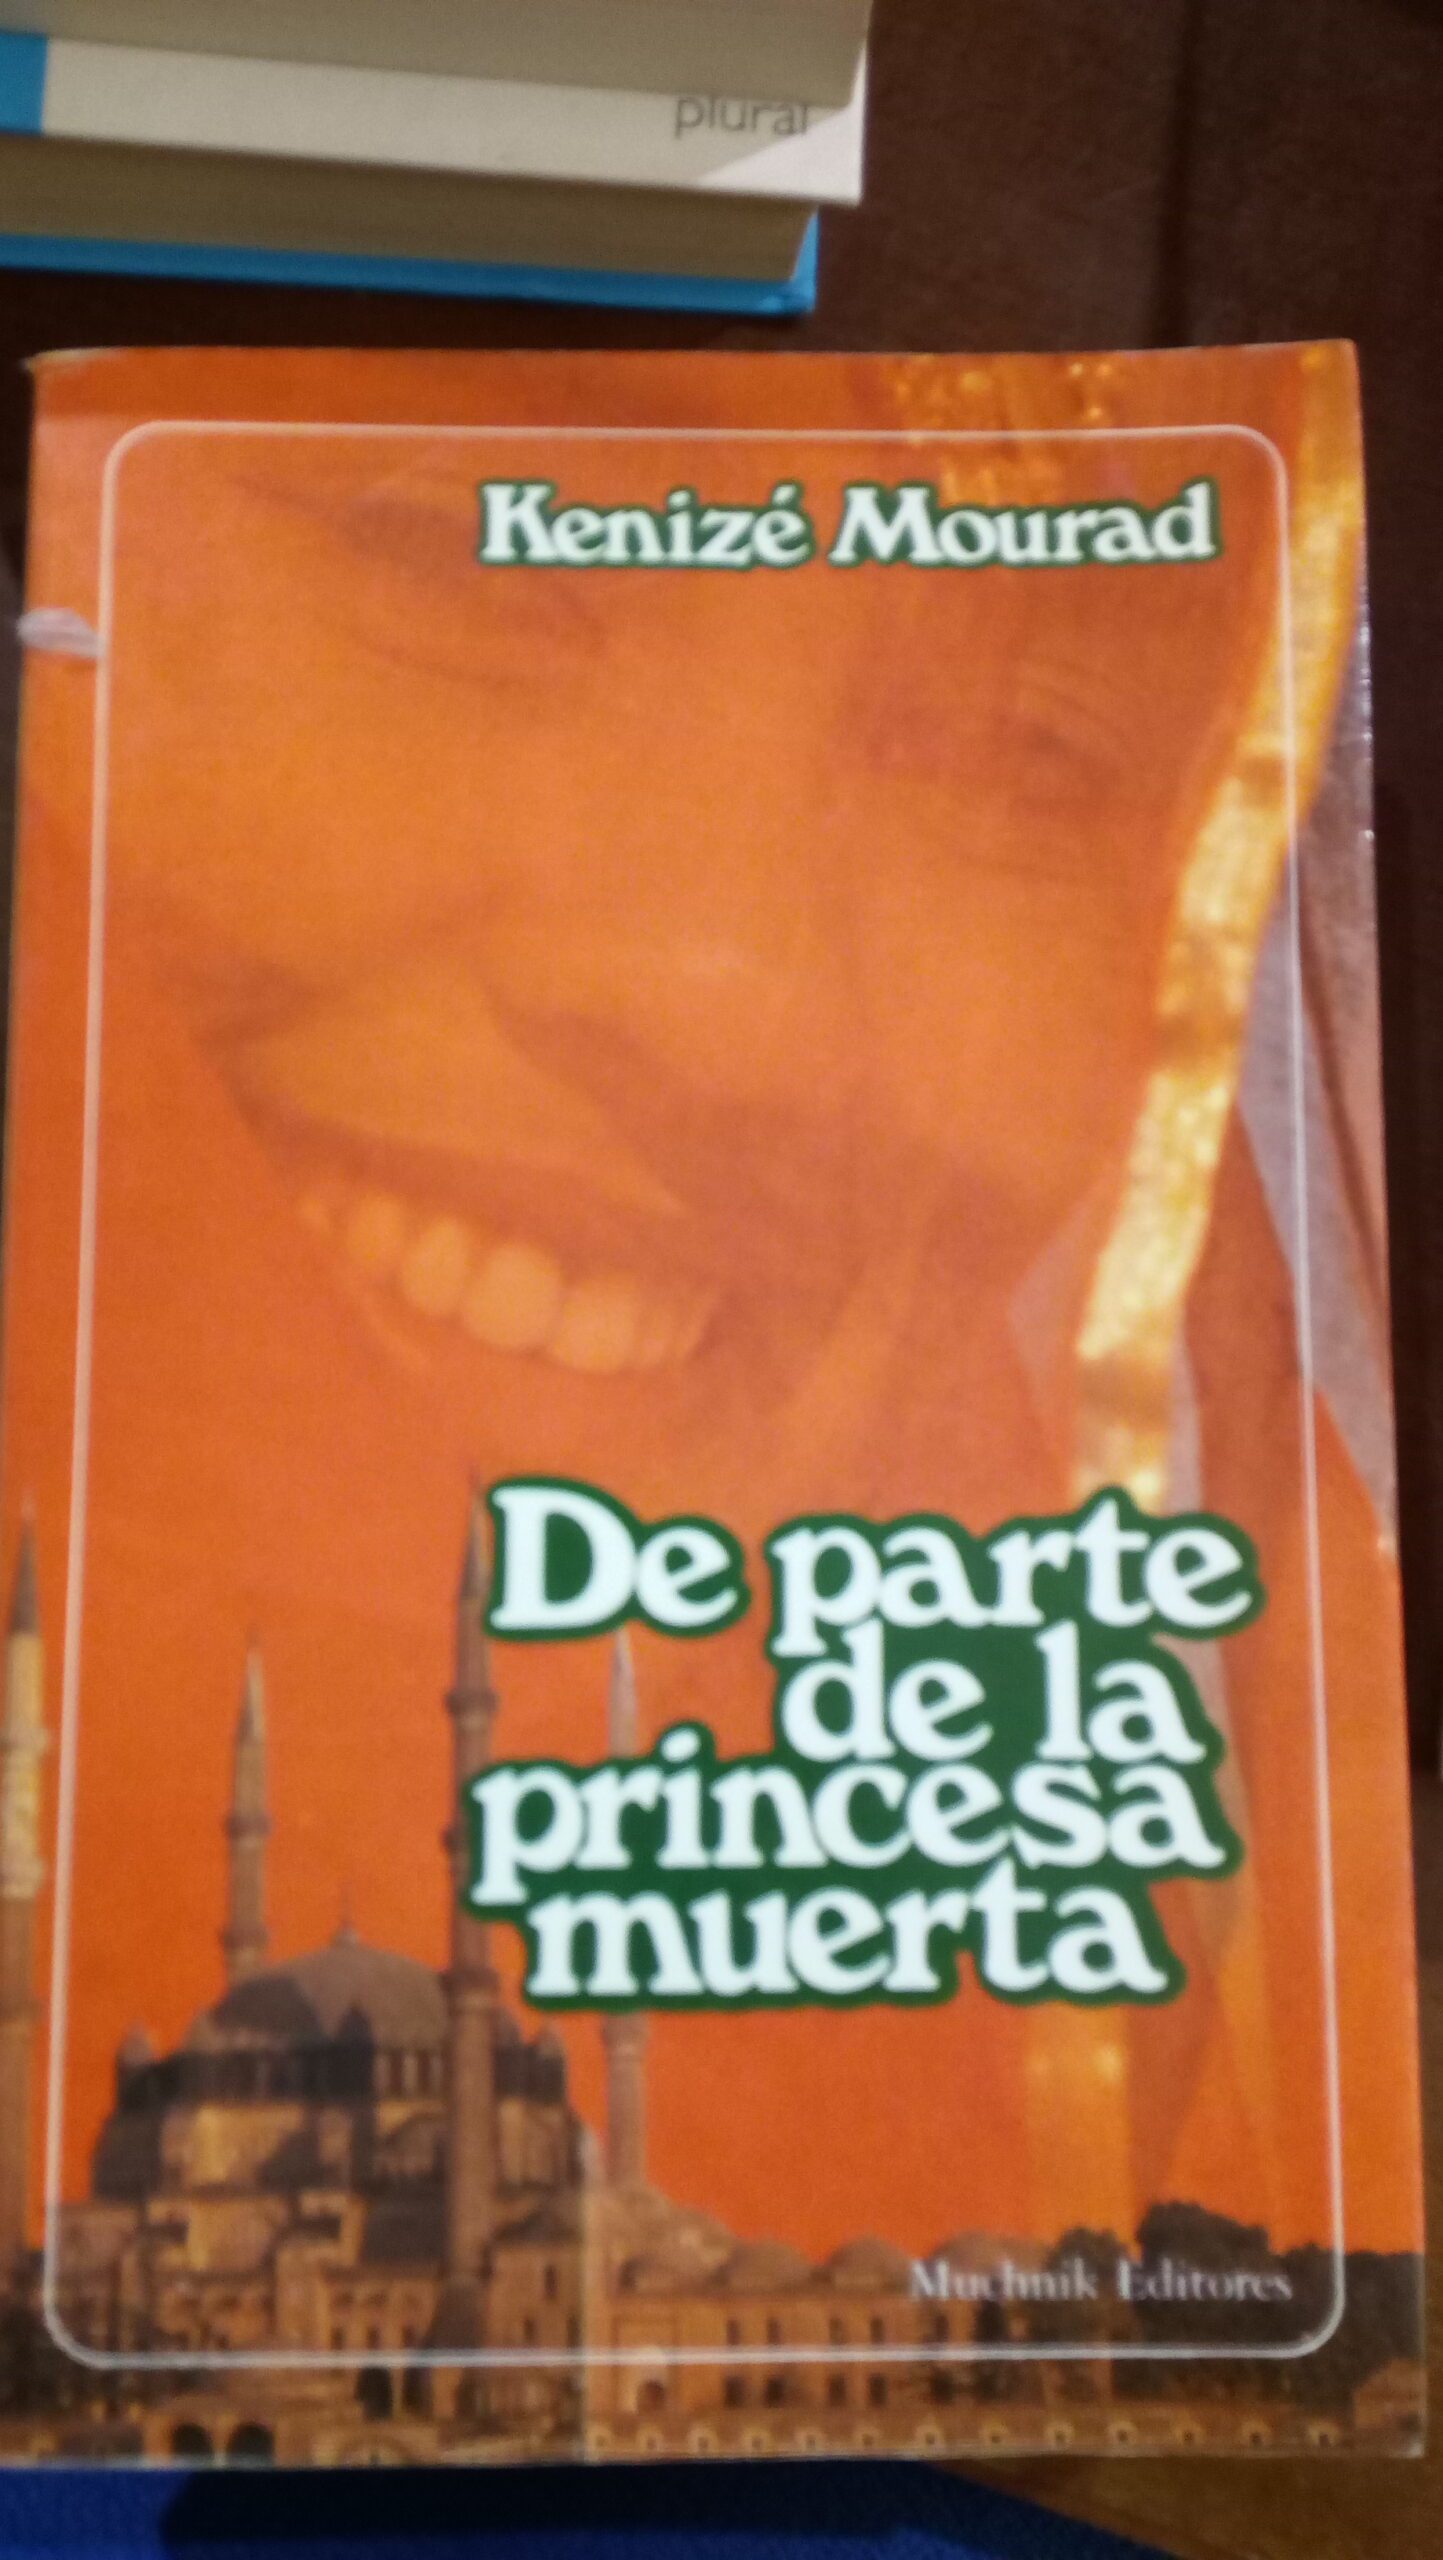 plural
Kenizé Mourad
De parte
de la
princesa
muerta
Muchnik Editores